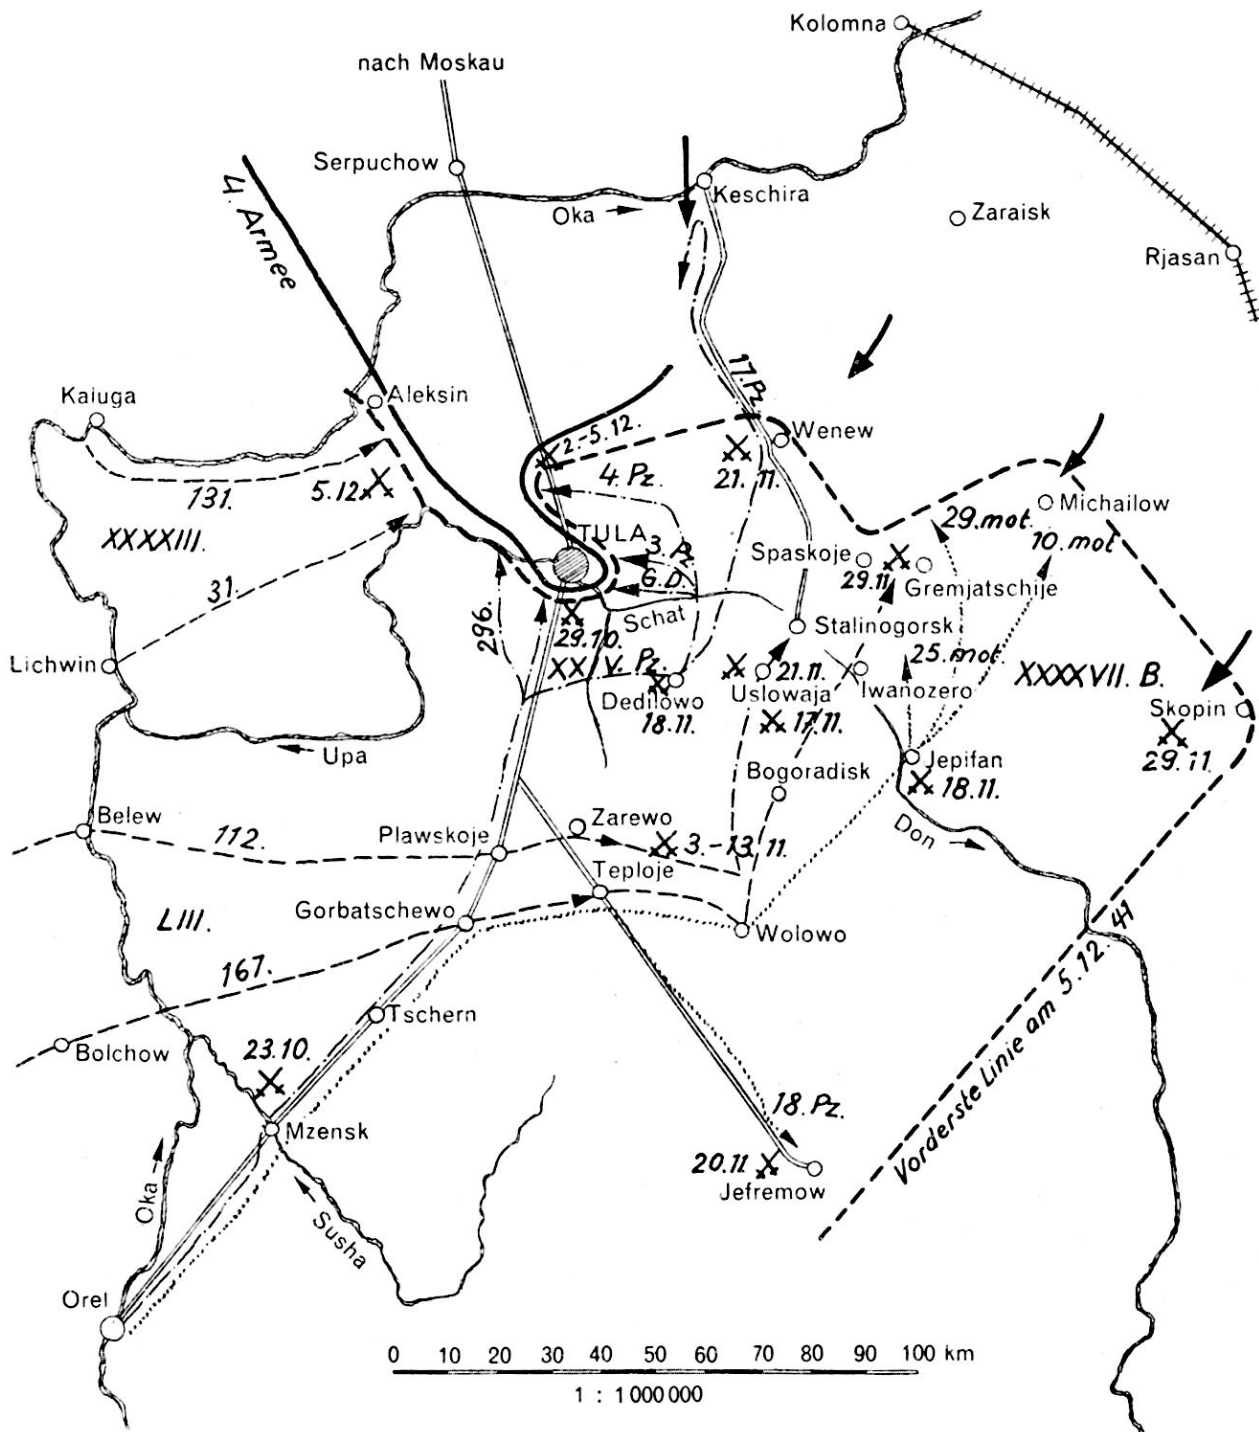 Kolomna
nach Moskau
Serpuchow
4. Armee
Oka
Keschira
Zaraisk
Rjasan
17. Pz
Kaiuga
Aleksin
2.-5.12.
Wenew
4. Pz.
21. 11.
131.
5.12
Michailow
XXXXIII.
TULA
29. mot.
10. mot
3. Pz
Spaskoje
G.D.
29.11
Gremjatschije
31.
Schat
296.
29.10.
Stalinogorsk
25. mot.
Lichwin
XXIV. Pz.
21.11.
XXXXVII. B.
Dedilowo
Uslowaja
Iwanozero
Skopin
18.11.
17.11.
Upa
29.11.
Jepifan
Bogoradisk
18.11.
Belew
112.
Plawskoje
Zarewo
3.-13. 11.
Don
Teploje
LIII.
Gorbatschewo
Wolowo
167.
Vorderste Linie am 5.12. 41
Tschern
Bolchow
23.10.
18. Pz.
Mzensk
20.11
Jefremow
Oka
Susha
Orel
0 10 20 30 40 50 60 70 80 90 100 km
1 : 1000000